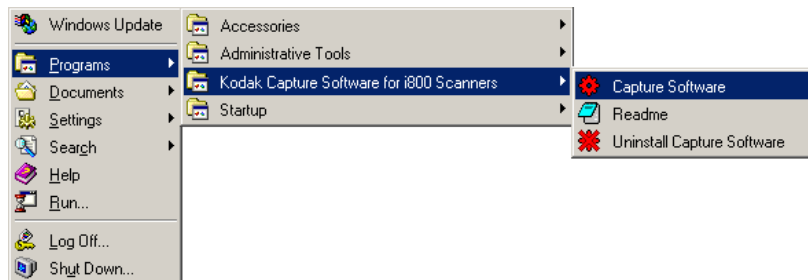 Windows Update
Programs
Documents
Settings
Search
Help
Run...
Log Off...
Shut Down...
Accessories
Administrative Tools
Kodak Capture Software for i800 Scanners
Startup
Capture Software
Readme
Uninstall Capture Software